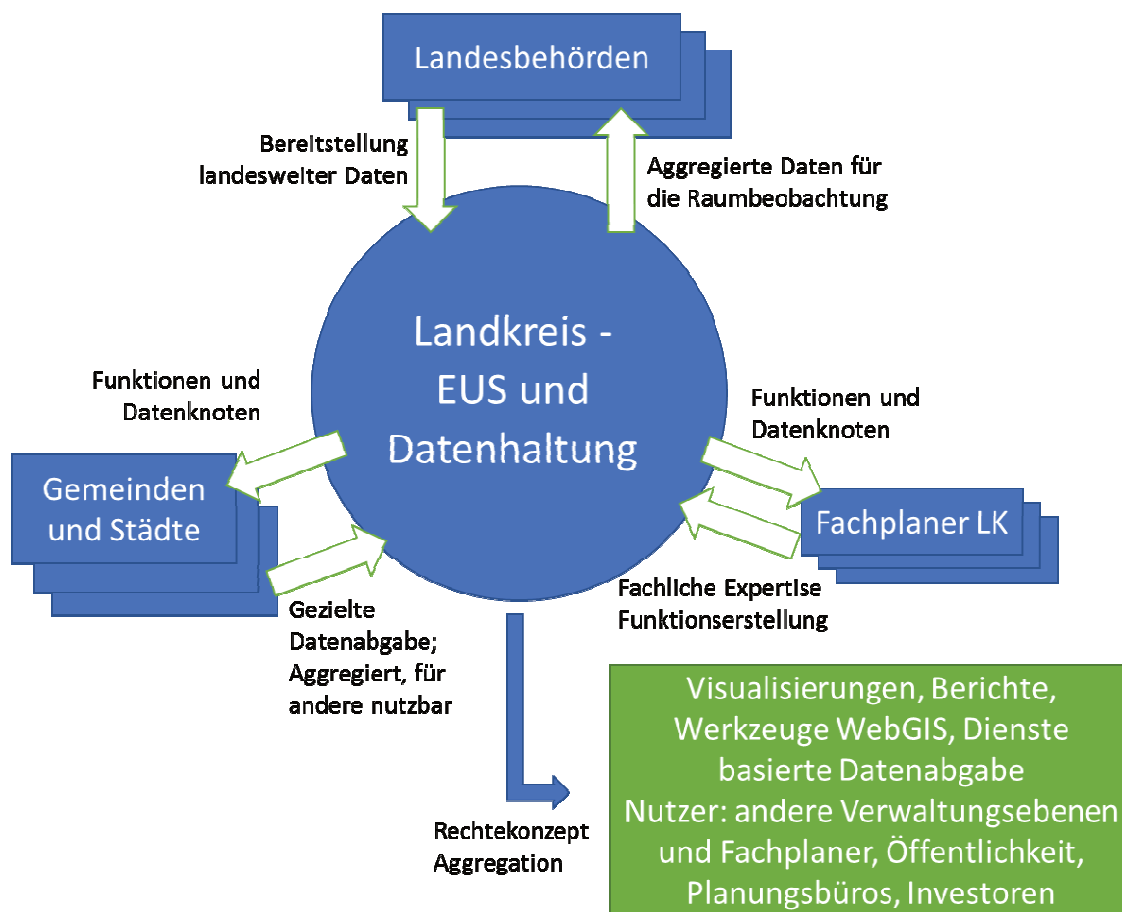 Landesbehörden
Bereitstellung
landesweiter Daten
Aggregierte Daten für
die Raumbeobachtung
Landkreis -
EUS und
Datenhaltung
Funktionen und
Datenknoten
Funktionen und
Datenknoten
Gemeinden
und Städte
Fachplaner LK
Gezielte
Datenabgabe;
Aggregiert, für
andere nutzbar
Fachliche Expertise
Funktionserstellung
Rechtekonzept
Aggregation
Visualisierungen, Berichte,
Werkzeuge WebGIS, Dienste
basierte Datenabgabe
Nutzer: andere Verwaltungsebenen
und Fachplaner, Öffentlichkeit,
Planungsbüros, Investoren